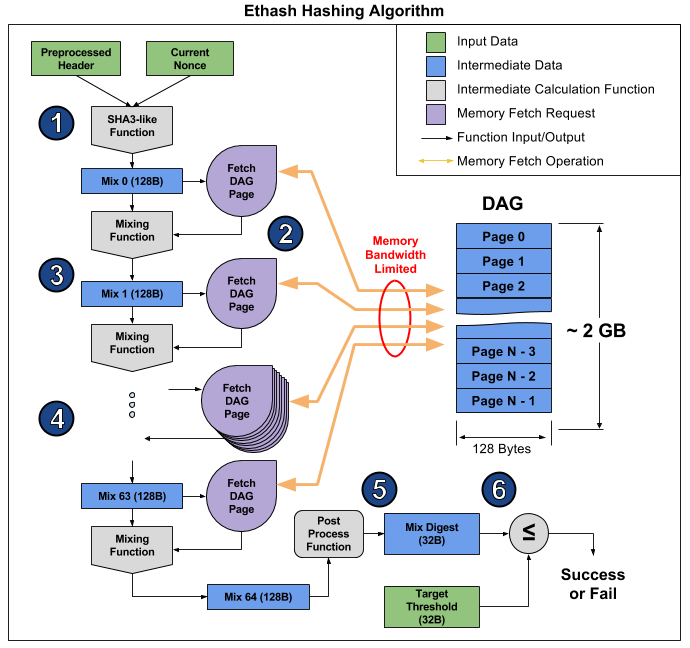 Ethash Hashing Algorithm
Preprocessed
Header
Current
Nonce
Input Data
Intermediate Data
Intermediate Calculation Function
Memory Fetch Request
Function Input/Output
Memory Fetch Operation
1
SHA3-like
Function
Mix 0 (128B)
Fetch
DAG
Page
Mixing
Function
2
3
Mix 1 (128B)
Fetch
DAG
Page
Mixing
Function
Memory
Bandwidth
Limited
DAG
Page 0
Page 1
Page 2
Page N - 3
Page N - 2
Page N - 1
~ 2 GB
128 Bytes
4
Fetch
DAG
Page
Mix 63 (128B)
Fetch
DAG
Page
Mixing
Function
Mix 64 (128B)
5
6
Post
Process
Function
Mix Digest
(32B)
≤
Target
Threshold
(32B)
Success
or Fail